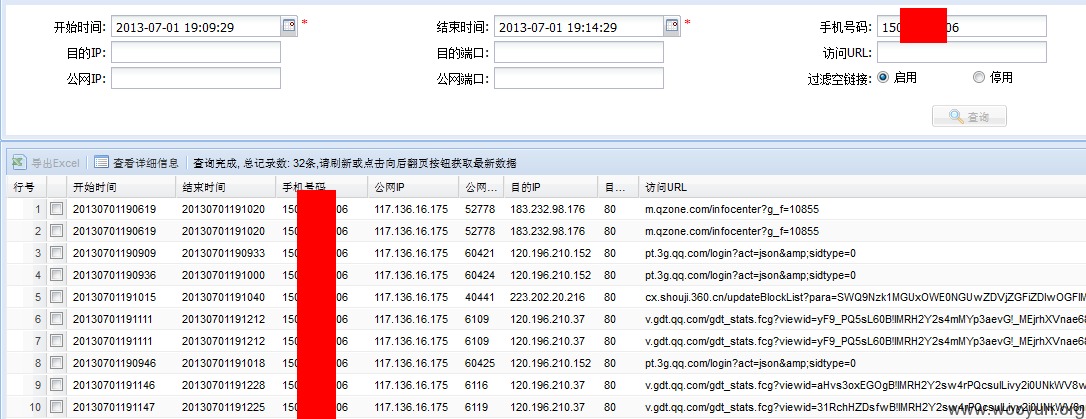 开始时间: 2013-07-01 19:09:29 * 结束时间: 2013-07-01 19:14:29 * 手机号码: 150 06
目的IP: 目的端口: 访问URL:
公网IP: 公网端口: 过滤空链接: 启用 停用
查询
导出Excel 查看详细信息 查询完成, 总记录数: 32条,请刷新或点击向后翻页按钮获取最新数据
行号 开始时间 结束时间 手机号码 公网IP 公网... 目的IP 目... 访问URL
1 20130701190619 20130701191020 150 06 117.136.16.175 52778 183.232.98.176 80 m.qzone.com/infocenter?g_f=10855
2 20130701190619 20130701191020 150 06 117.136.16.175 52778 183.232.98.176 80 m.qzone.com/infocenter?g_f=10855
3 20130701190909 20130701190933 150 06 117.136.16.175 60421 120.196.210.152 80 pt.3g.qq.com/login?act=json&amp;sidtype=0
4 20130701190936 20130701191000 150 06 117.136.16.175 60424 120.196.210.152 80 pt.3g.qq.com/login?act=json&amp;sidtype=0
5 20130701191015 20130701191040 150 06 117.136.16.175 40441 223.202.20.216 80 cx.shouji.360.cn/updateBlockList?para=SWQ9Nzk1MGUxOWE0NGUwZDVjZGFiZDIwOGFlM
6 20130701191111 20130701191212 150 06 117.136.16.175 6109 120.196.210.37 80 v.gdt.qq.com/gdt_stats.fcg?viewid=yF9_PQ5sL60B!lMRH2Y2s4mMYp3aevG!_MEjrhXVnae68
7 20130701191111 20130701191212 150 06 117.136.16.175 6109 120.196.210.37 80 v.gdt.qq.com/gdt_stats.fcg?viewid=yF9_PQ5sL60B!lMRH2Y2s4mMYp3aevG!_MEjrhXVnae68
8 20130701190946 20130701191018 150 06 117.136.16.175 60425 120.196.210.152 80 pt.3g.qq.com/login?act=json&amp;sidtype=0
9 20130701191146 20130701191228 150 06 117.136.16.175 6116 120.196.210.37 80 v.gdt.qq.com/gdt_stats.fcg?viewid=aHvs3oxEGOgB!lMRH2Y2sw4rPQcsulLivy2i0UNkWV8w
10 20130701191147 20130701191225 150 06 117.136.16.175 6119 120.196.210.37 80 v.gdt.qq.com/gdt_stats.fcg?viewid=31RchHZDsfwB!lMRH2Y2sw4rPQcsulLivy2i0UNkWV8
www.wooyun.org